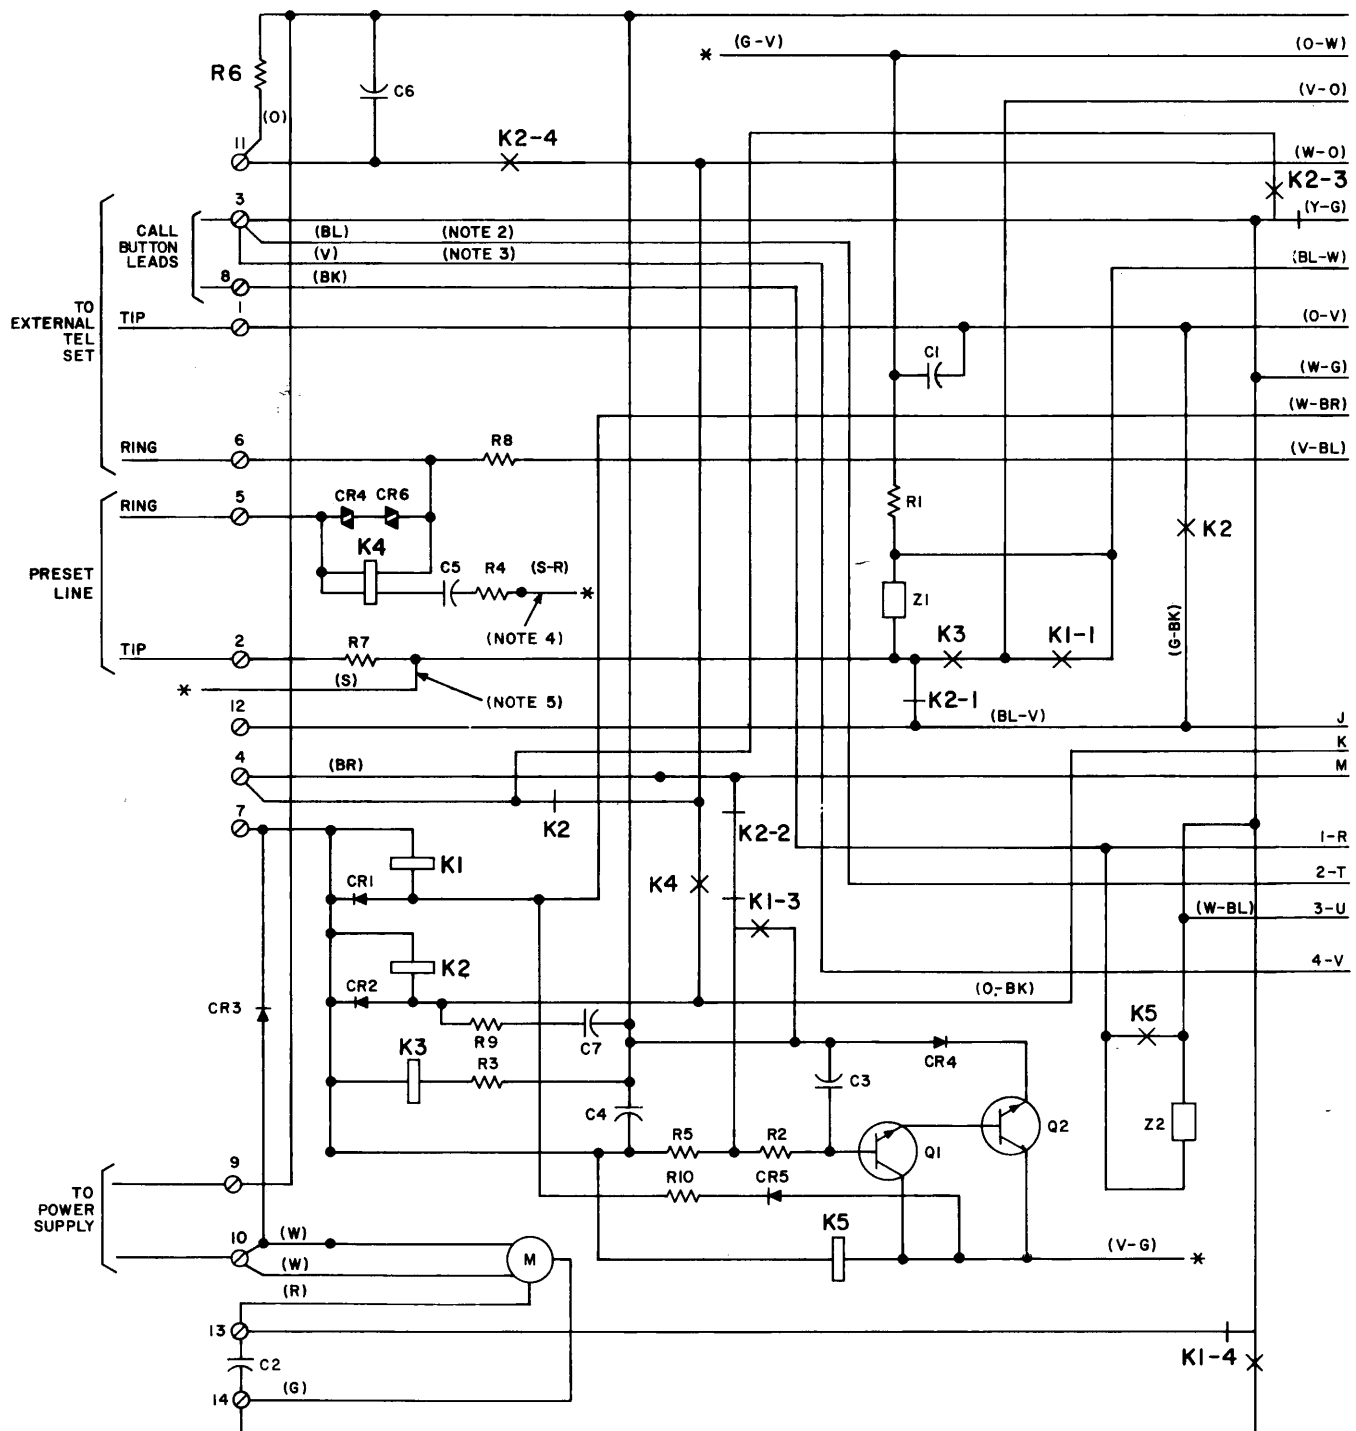 (G-V)
(O-W)
R6
C6
(V-O)
(O)
11
K2-4
(W-O)
K2-3
3
(Y-G)
CALL
BUTTON
LEADS
(BL)
(NOTE 2)
(V)
(NOTE 3)
(BL-W)
8
(BK)
TO
EXTERNAL
TEL
SET
TIP
1
(O-V)
C1
(W-G)
(W-BR)
RING
6
R8
(V-BL)
RING
5
CR4
CR6
R1
K4
K2
C5
R4
(S-R)
*
PRESET
LINE
Z1
(NOTE 4)
(G-BK)
K3
K1-1
TIP
2
R7
*
(S)
(NOTE 5)
K2-1
12
(BL-V)
J
K
4
(BR)
M
K2
K2-2
7
1-R
K1
CR1
K4
K1-3
2-T
(W-BL)
3-U
K2
4-V
CR2
(O-BK)
CR3
R9
C7
K5
K3
R3
CR4
C3
C4
Q2
Z2
R5
R2
Q1
9
R10
CR5
TO
POWER
SUPPLY
K5
10
(W)
M
(V-G)
*
(W)
(R)
13
K1-4
C2
14
(G)
*